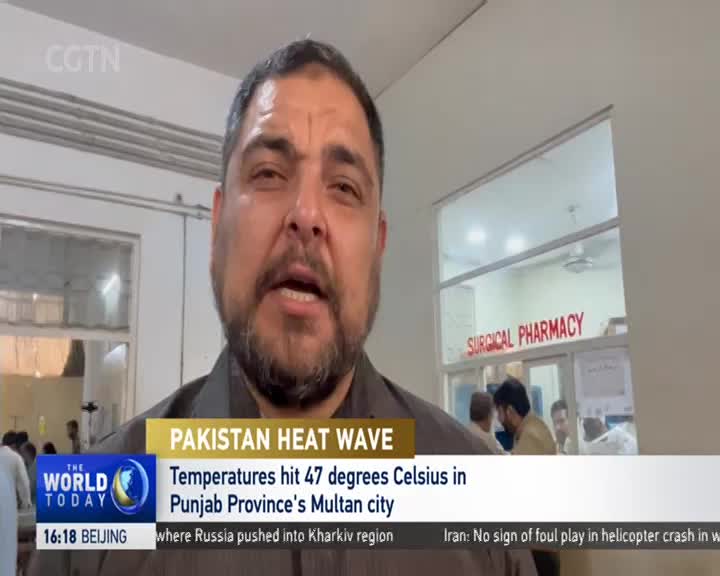 CGTN
SURGICAL PHARMACY
PAKISTAN HEAT WAVE
THE WORLD TODAY
Temperatures hit 47 degrees Celsius in
Punjab Province's Multan city
16:18 BEIJING
where Russia pushed into Kharkiv region Iran: No sign of foul play in helicopter crash in w